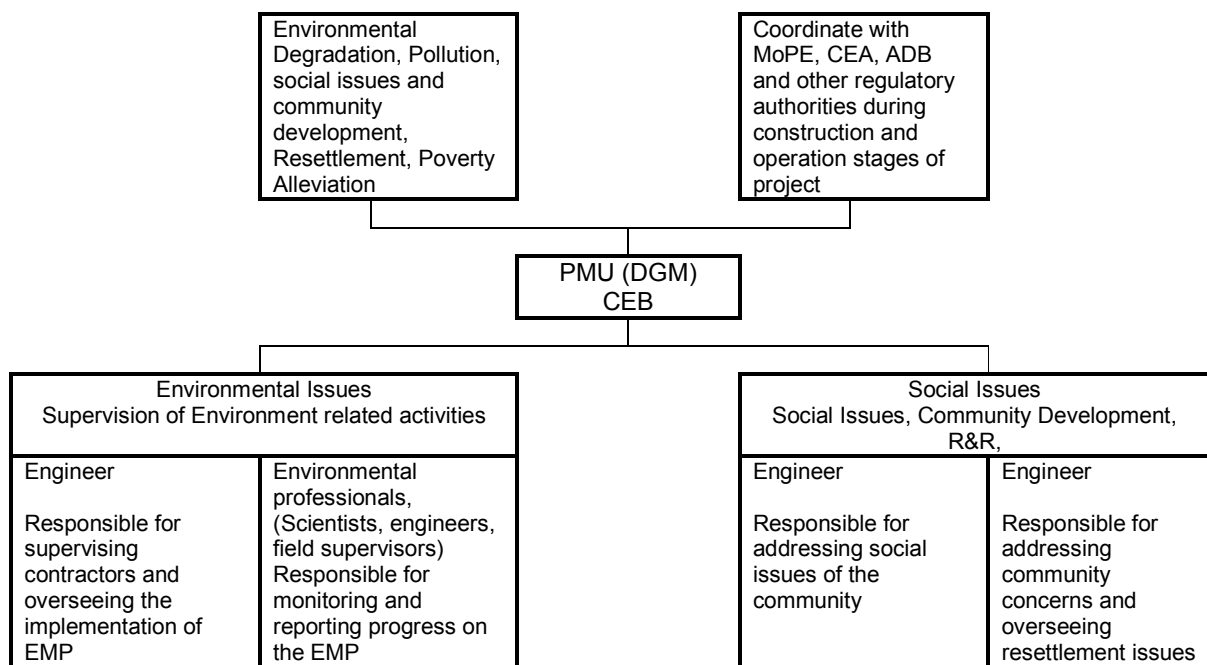 Environmental
Degradation, Pollution,
social issues and
community
development,
Resettlement, Poverty
Alleviation
Coordinate with
MoPE, CEA, ADB
and other regulatory
authorities during
construction and
operation stages of
project
PMU (DGM)
CEB
Environmental Issues
Supervision of Environment related activities
Engineer
Responsible for
supervising
contractors and
overseeing the
implementation of
EMP
Environmental
professionals,
(Scientists, engineers,
field supervisors)
Responsible for
monitoring and
reporting progress on
the EMP
Social Issues
Social Issues, Community Development,
R&R,
Engineer
Responsible for
addressing social
issues of the
community
Engineer
Responsible for
addressing
community
concerns and
overseeing
resettlement issues